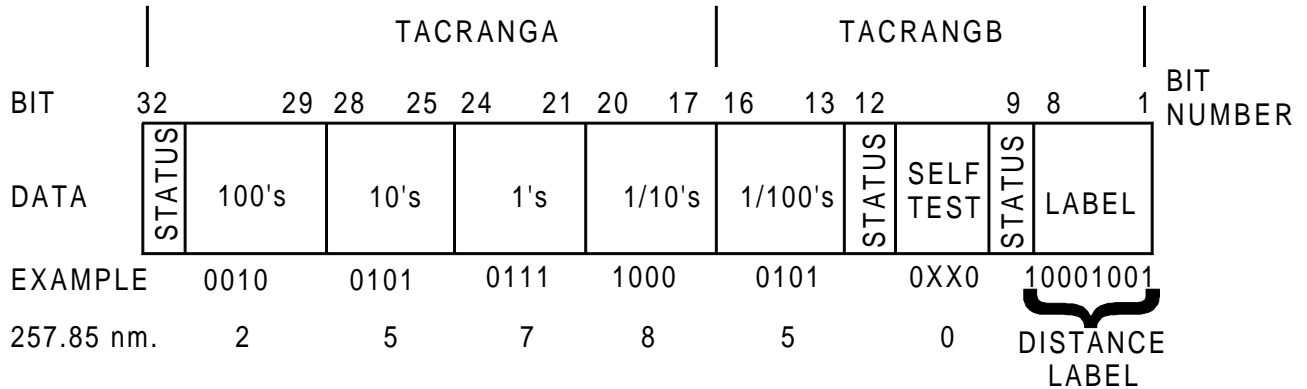 TACRANGA TACRANGB
BIT 32 29 28 25 24 21 20 17 16 13 12 9 8 1 BIT NUMBER
DATA STATUS 100's 10's 1's 1/10's 1/100's STATUS SELF TEST STATUS LABEL
EXAMPLE 0010 0101 0111 1000 0101 0XX0 10001001
257.85 nm. 2 5 7 8 5 0 DISTANCE LABEL